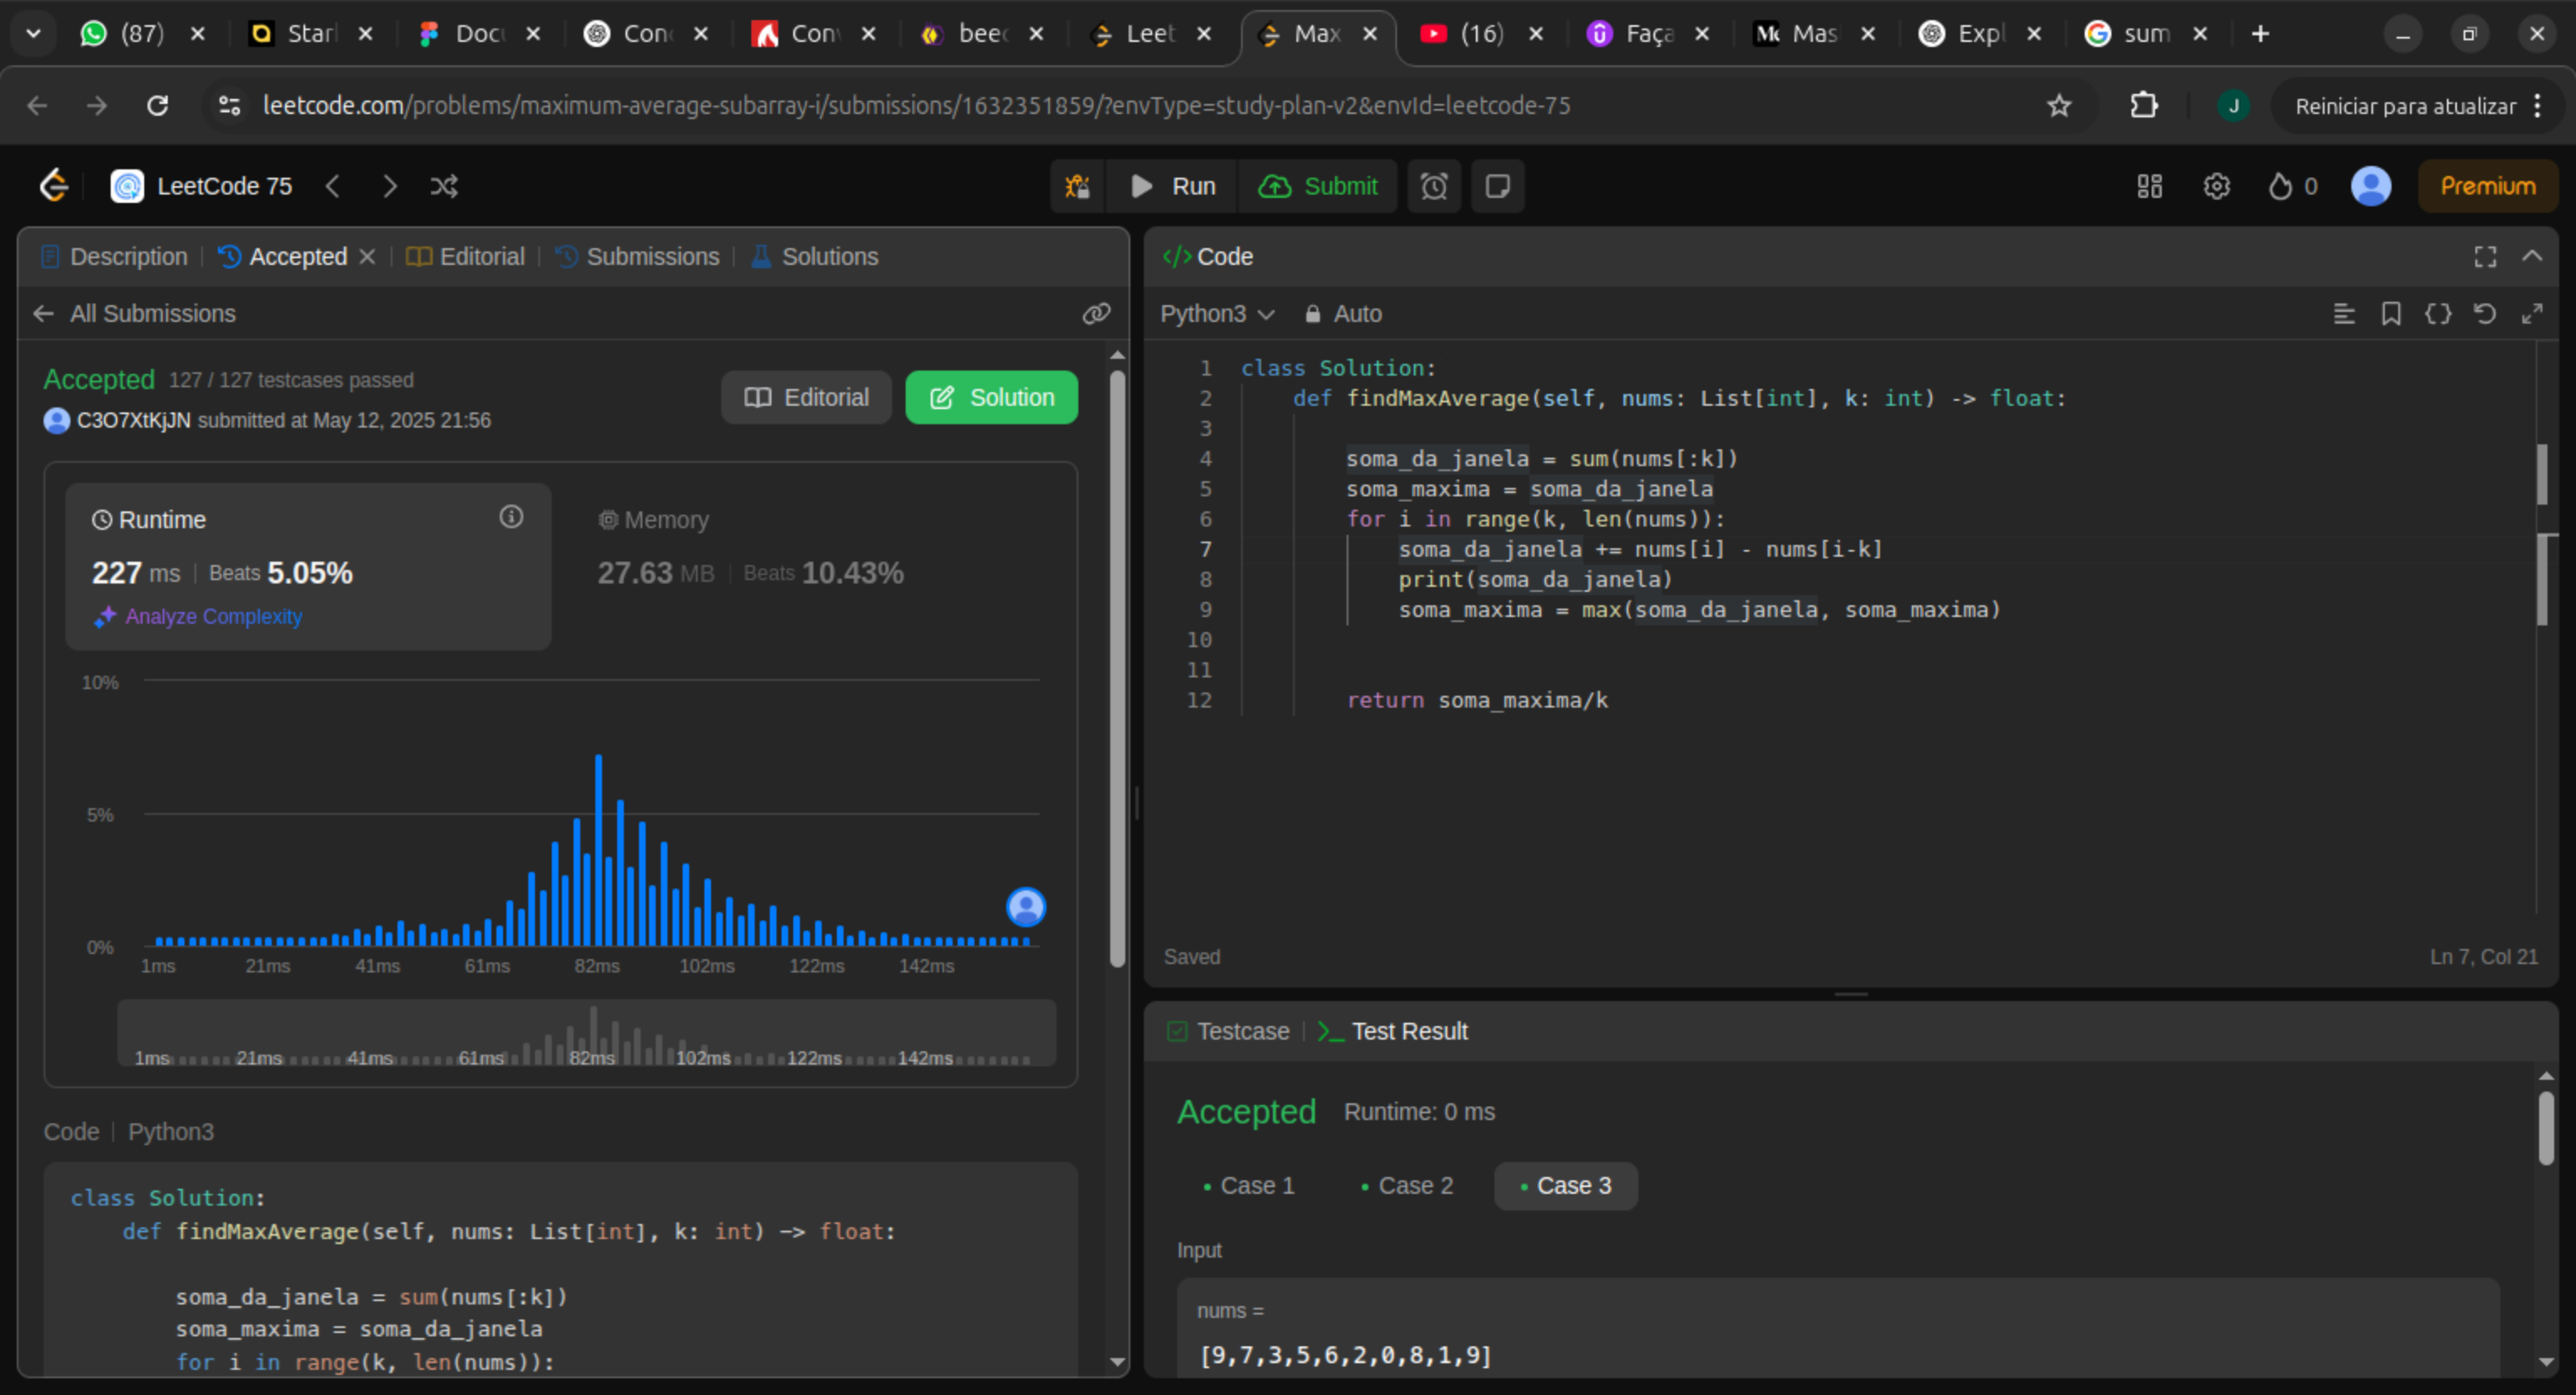 (87)
Star
Doc
Con
Con
bee
Leet
Max
(16)
Faça
Mas
Expl
sum
leetcode.com/problems/maximum-average-subarray-i/submissions/1632351859/?envType=study-plan-v2&envId=leetcode-75
J
Reiniciar para atualizar
LeetCode 75
Run
Submit
0
Premium
Description
Accepted
Editorial
Submissions
Solutions
All Submissions
Accepted 127 / 127 testcases passed
C3O7XtKjJN submitted at May 12, 2025 21:56
Editorial
Solution
Runtime
227 ms | Beats 5.05%
Analyze Complexity
Memory
27.63 MB | Beats 10.43%
10%
5%
0%
1ms 21ms 41ms 61ms 82ms 102ms 122ms 142ms
1ms 21ms 41ms 61ms 82ms 102ms 122ms 142ms
Code | Python3
class Solution:
    def findMaxAverage(self, nums: List[int], k: int) -> float:
        soma_da_janela = sum(nums[:k])
        soma_maxima = soma_da_janela
        for i in range(k, len(nums)):
</> Code
Python3
Auto
1 class Solution:
2     def findMaxAverage(self, nums: List[int], k: int) -> float:
3
4         soma_da_janela = sum(nums[:k])
5         soma_maxima = soma_da_janela
6         for i in range(k, len(nums)):
7             soma_da_janela += nums[i] - nums[i-k]
8             print(soma_da_janela)
9             soma_maxima = max(soma_da_janela, soma_maxima)
10
11
12         return soma_maxima/k
Saved
Ln 7, Col 21
Testcase
Test Result
Accepted Runtime: 0 ms
Case 1
Case 2
Case 3
Input
nums =
[9,7,3,5,6,2,0,8,1,9]